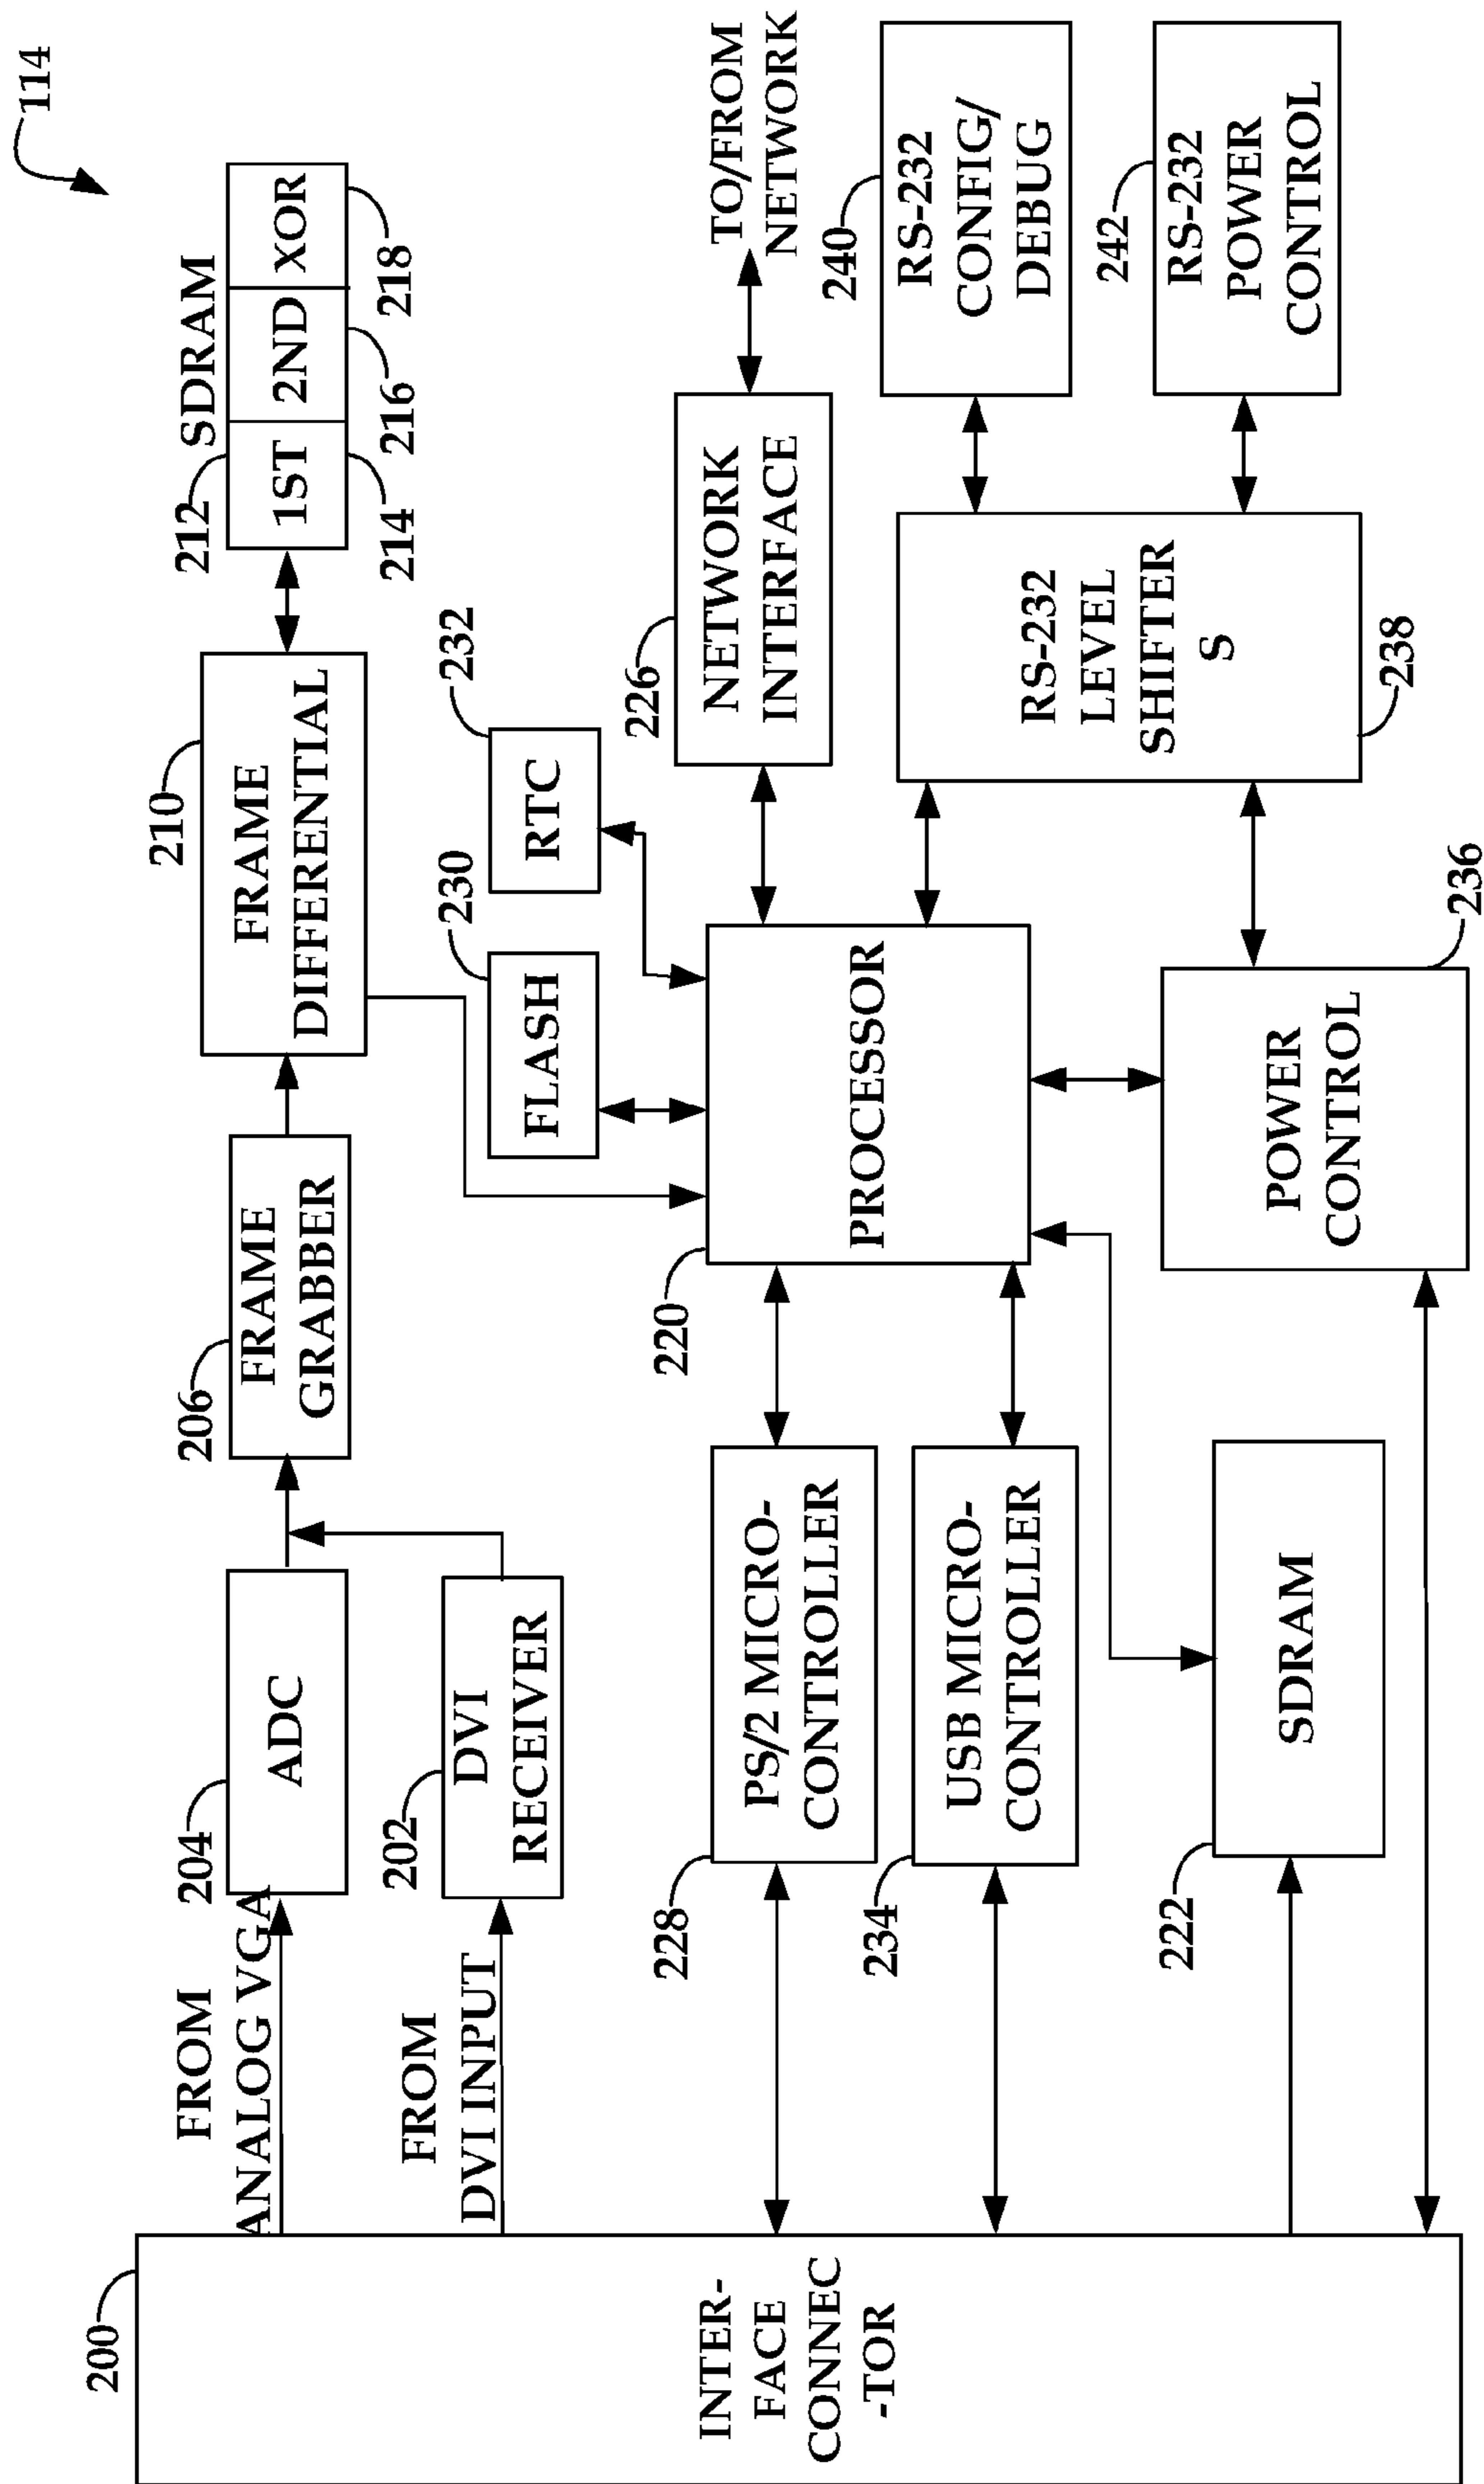 114
SDRAM
212
1ST
2ND
XOR
214
216
218
210
FRAME
DIFFERENTIAL
206
FRAME
GRABBER
204
ADC
FROM
ANALOG VGA
202
DVI
RECEIVER
FROM
DVI INPUT
200
INTER-
FACE
CONNEC
-TOR
230
FLASH
232
RTC
226
NETWORK
INTERFACE
TO/FROM
NETWORK
220
PROCESSOR
228
PS/2 MICRO-
CONTROLLER
234
USB MICRO-
CONTROLLER
222
SDRAM
236
POWER
CONTROL
238
RS-232
LEVEL
SHIFTER
S
240
RS-232
CONFIG/
DEBUG
242
RS-232
POWER
CONTROL